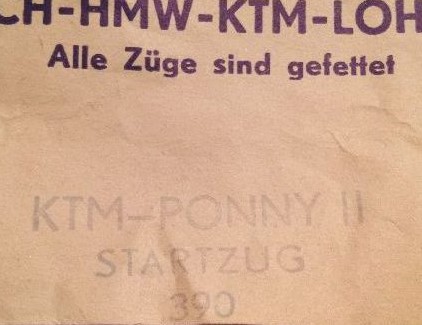 CH-HMW-KTM-LOH
Alle Züge sind gefettet
KTM-PONNY II
STARTZUG
390